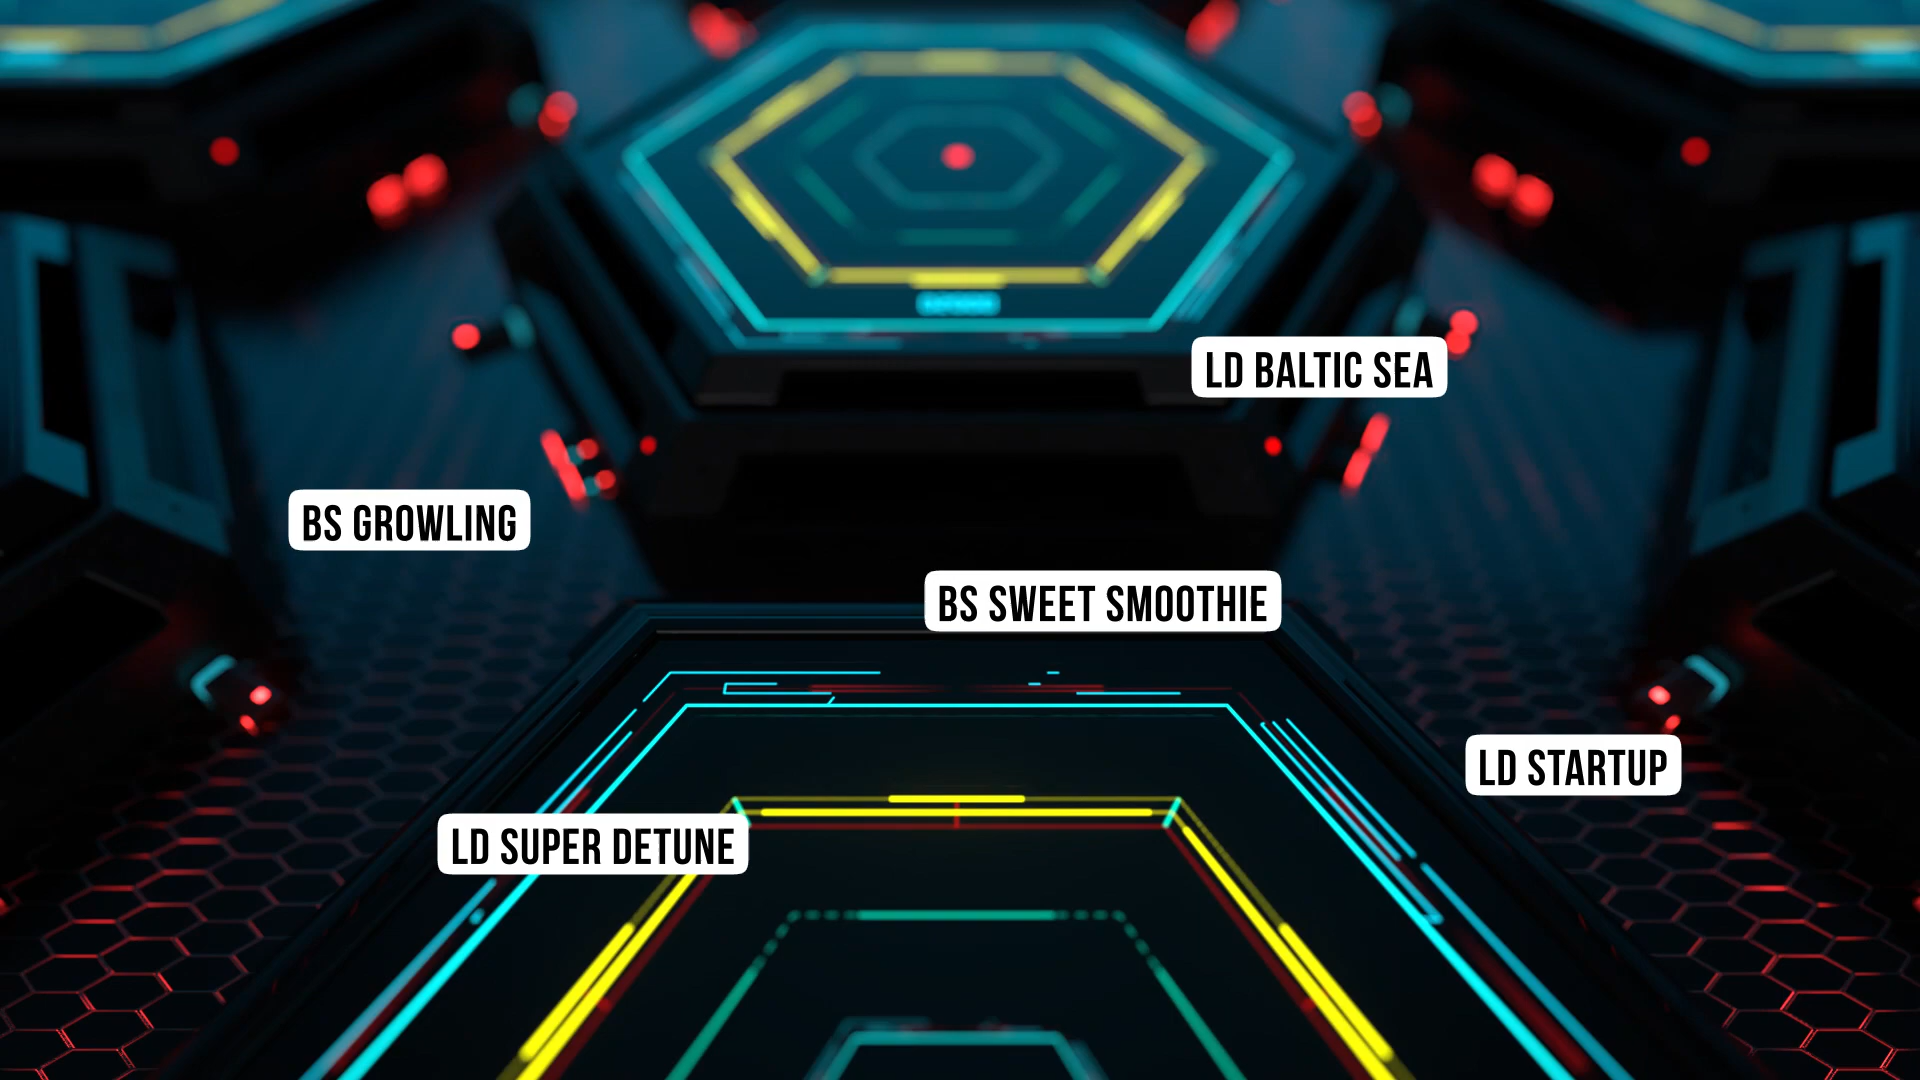 LD BALTIC SEA
BS GROWLING
BS SWEET SMOOTHIE
LD STARTUP
LD SUPER DETUNE